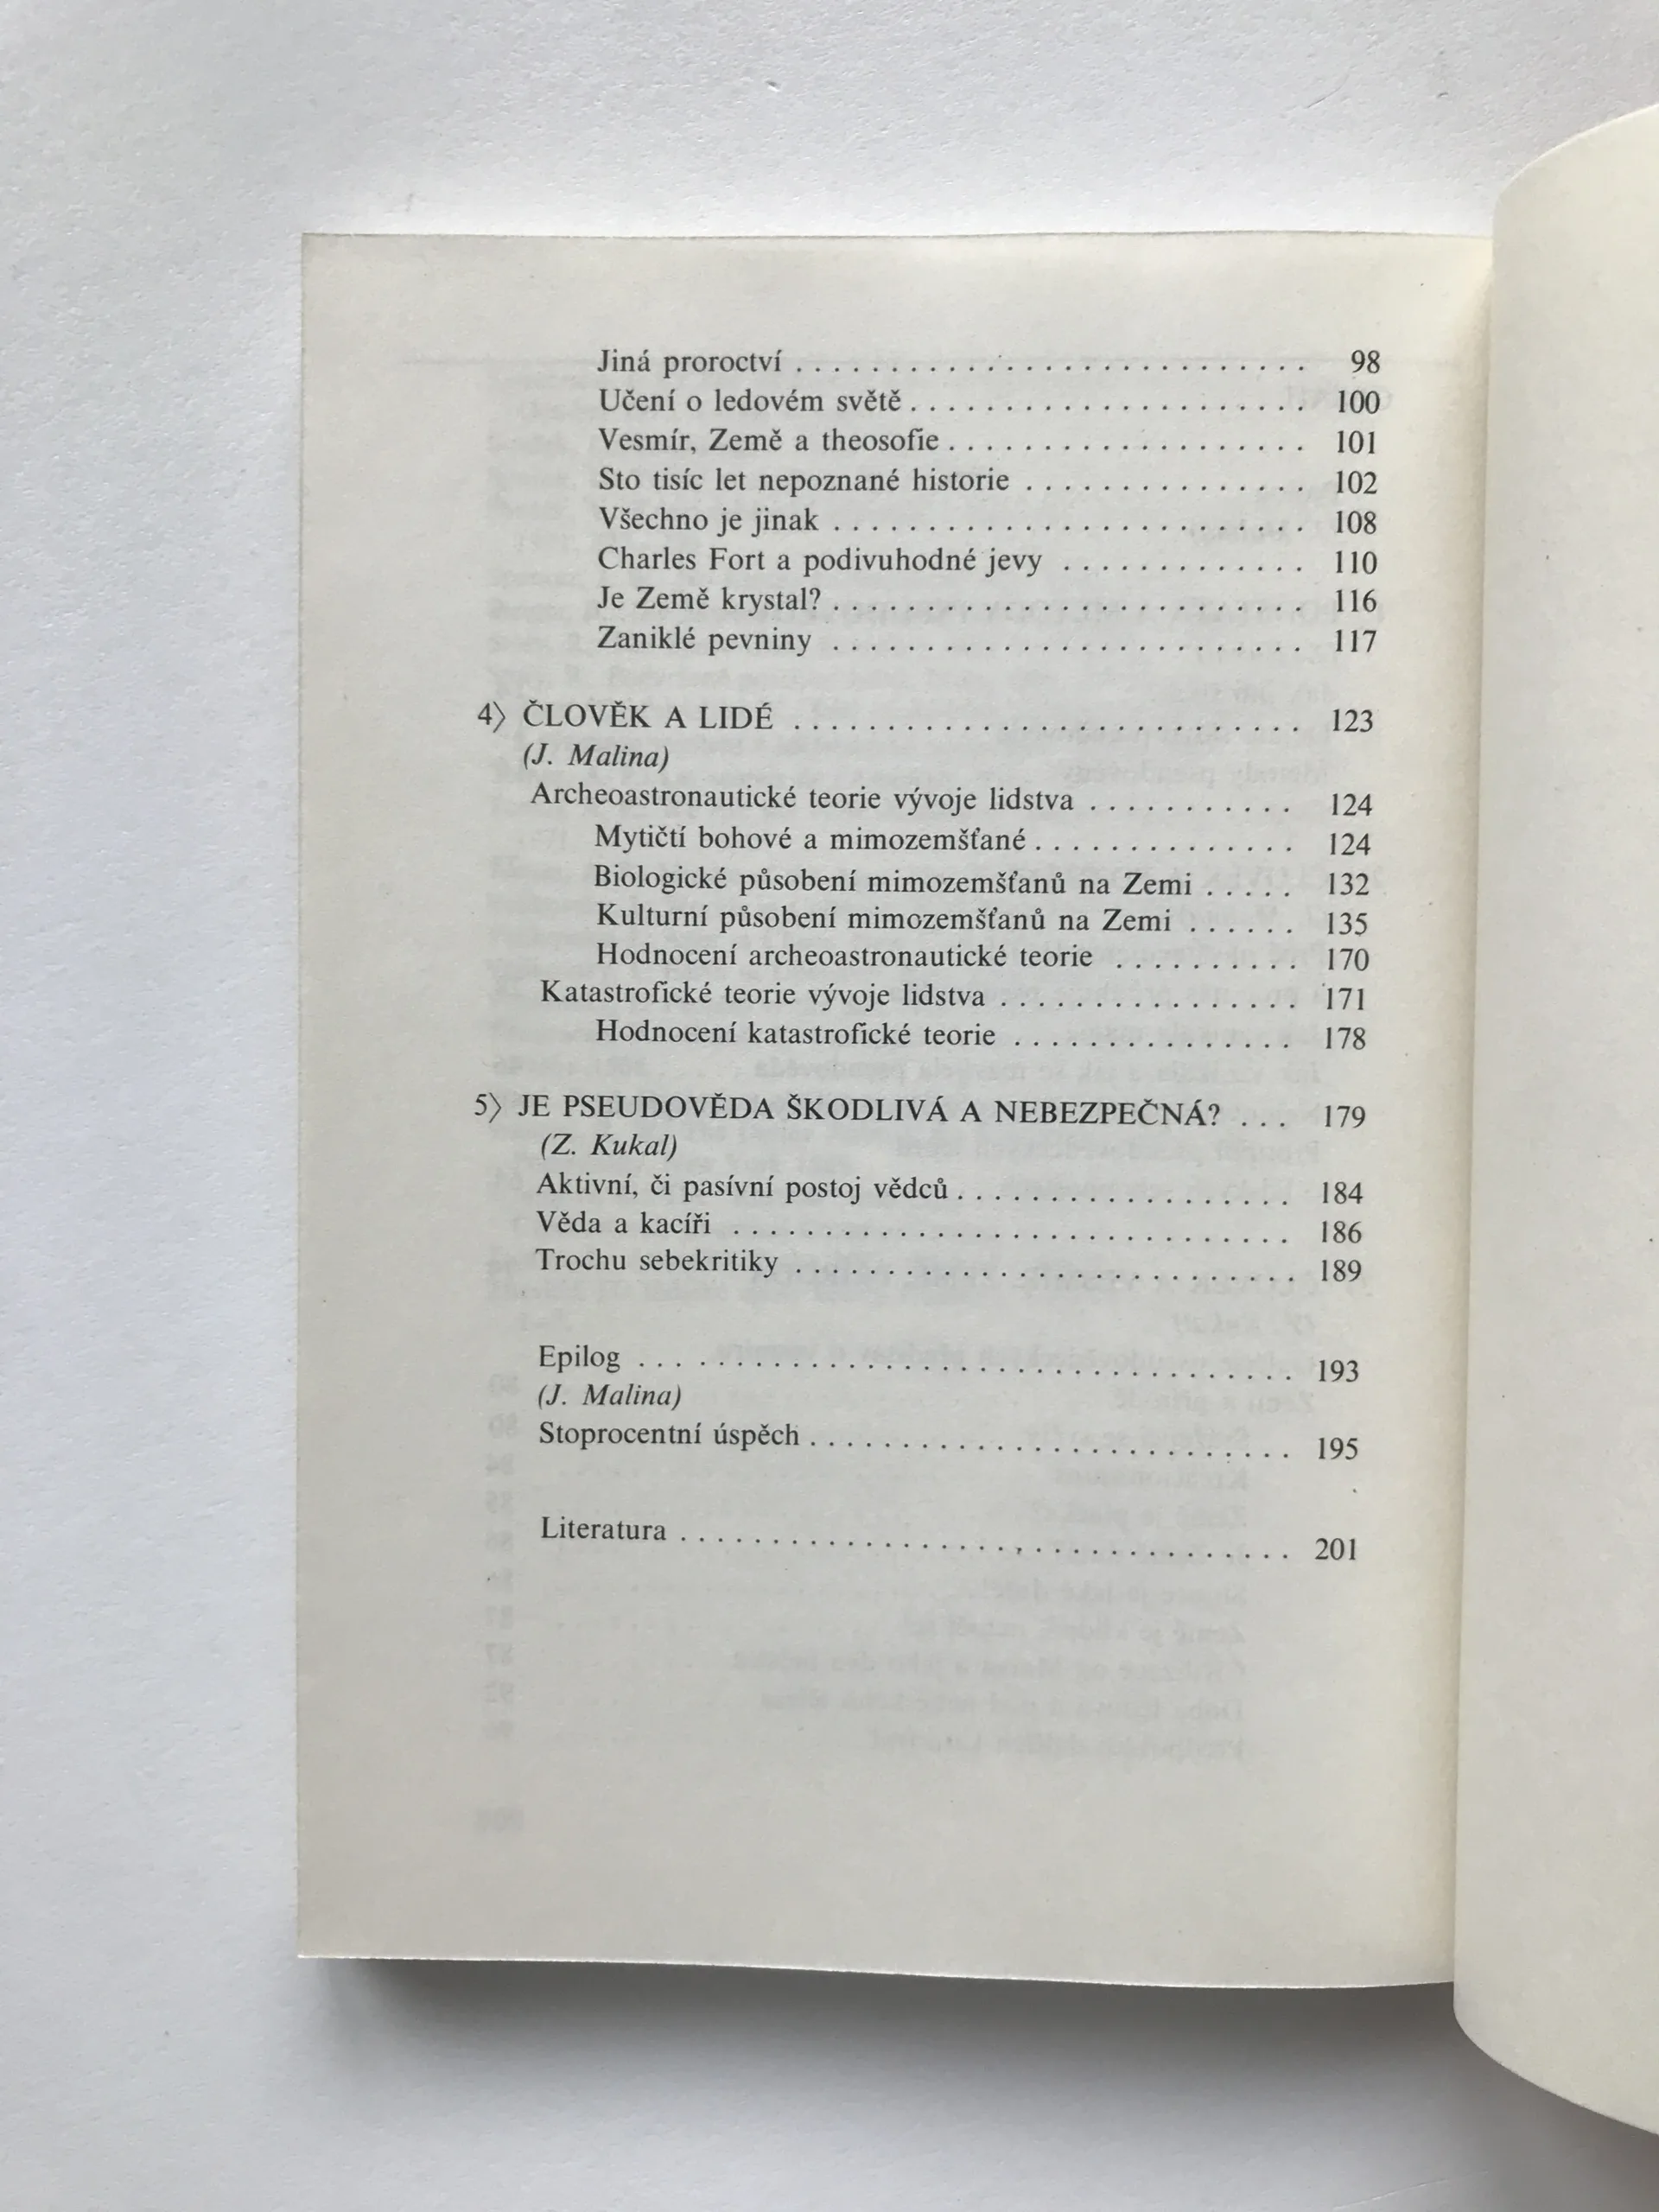 Jiná proroctví . . . . . . . . . . . . . . . . . . . . . . . . . . . 98
Učení o ledovém světě . . . . . . . . . . . . . . . . . . . . . 100
Vesmír, Země a theosofie . . . . . . . . . . . . . . . . . . . 101
Sto tisíc let nepoznané historie . . . . . . . . . . . . . . . 102
Všechno je jinak . . . . . . . . . . . . . . . . . . . . . . . . . 108
Charles Fort a podivuhodné jevy . . . . . . . . . . . . . 110
Je Země krystal? . . . . . . . . . . . . . . . . . . . . . . . . . 116
Zaniklé pevniny . . . . . . . . . . . . . . . . . . . . . . . . . 117
4⟩ ČLOVĚK A LIDÉ . . . . . . . . . . . . . . . . . . . . . . . . . . . 123
(J. Malina)
Archeoastronautické teorie vývoje lidstva . . . . . . . . . . . 124
Mytičtí bohové a mimozemšťané . . . . . . . . . . . . . . 124
Biologické působení mimozemšťanů na Zemi . . . . . 132
Kulturní působení mimozemšťanů na Zemi . . . . . . 135
Hodnocení archeoastronautické teorie . . . . . . . . . . 170
Katastrofické teorie vývoje lidstva . . . . . . . . . . . . . . . . 171
Hodnocení katastrofické teorie . . . . . . . . . . . . . . . 178
5⟩ JE PSEUDOVĚDA ŠKODLIVÁ A NEBEZPEČNÁ? . . . 179
(Z. Kukal)
Aktivní, či pasívní postoj vědců . . . . . . . . . . . . . . . . . . 184
Věda a kacíři . . . . . . . . . . . . . . . . . . . . . . . . . . . . . . 186
Trochu sebekritiky . . . . . . . . . . . . . . . . . . . . . . . . . . . 189
Epilog . . . . . . . . . . . . . . . . . . . . . . . . . . . . . . . . . . . 193
(J. Malina)
Stoprocentní úspěch . . . . . . . . . . . . . . . . . . . . . . . . . . 195
Literatura . . . . . . . . . . . . . . . . . . . . . . . . . . . . . . . . . 201